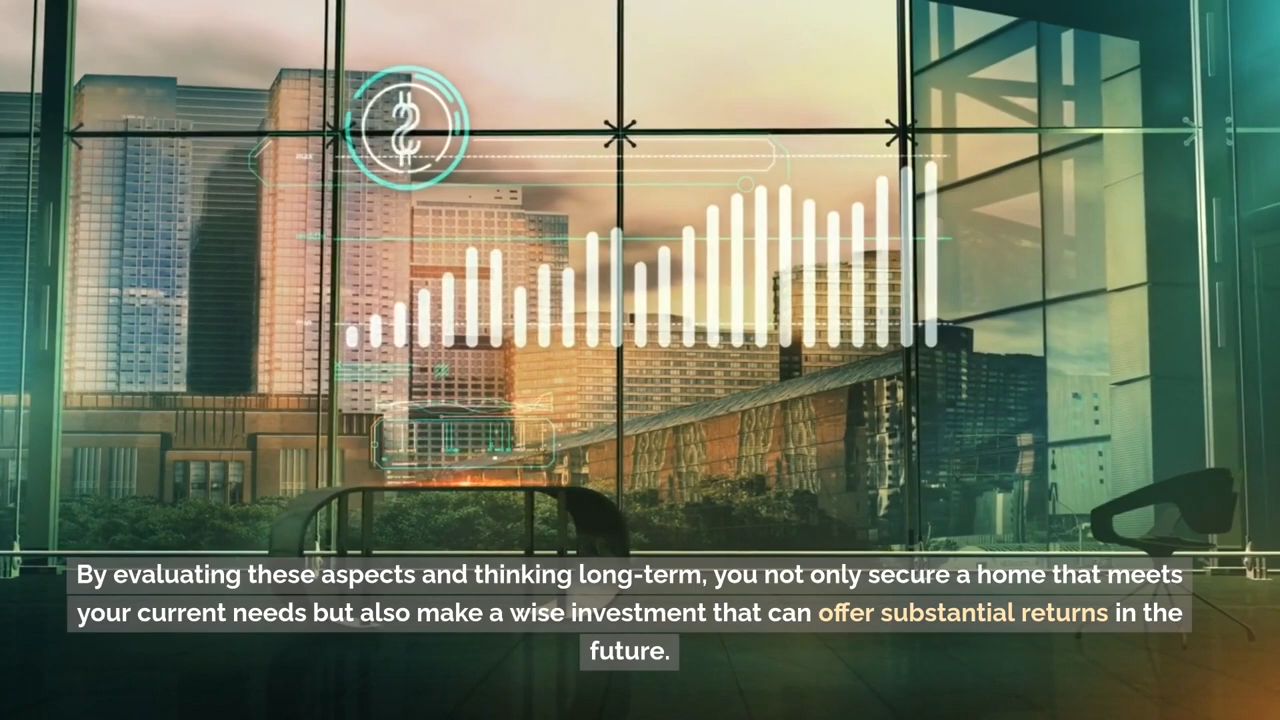 max
By evaluating these aspects and thinking long-term, you not only secure a home that meets
your current needs but also make a wise investment that can offer substantial returns in the
future.